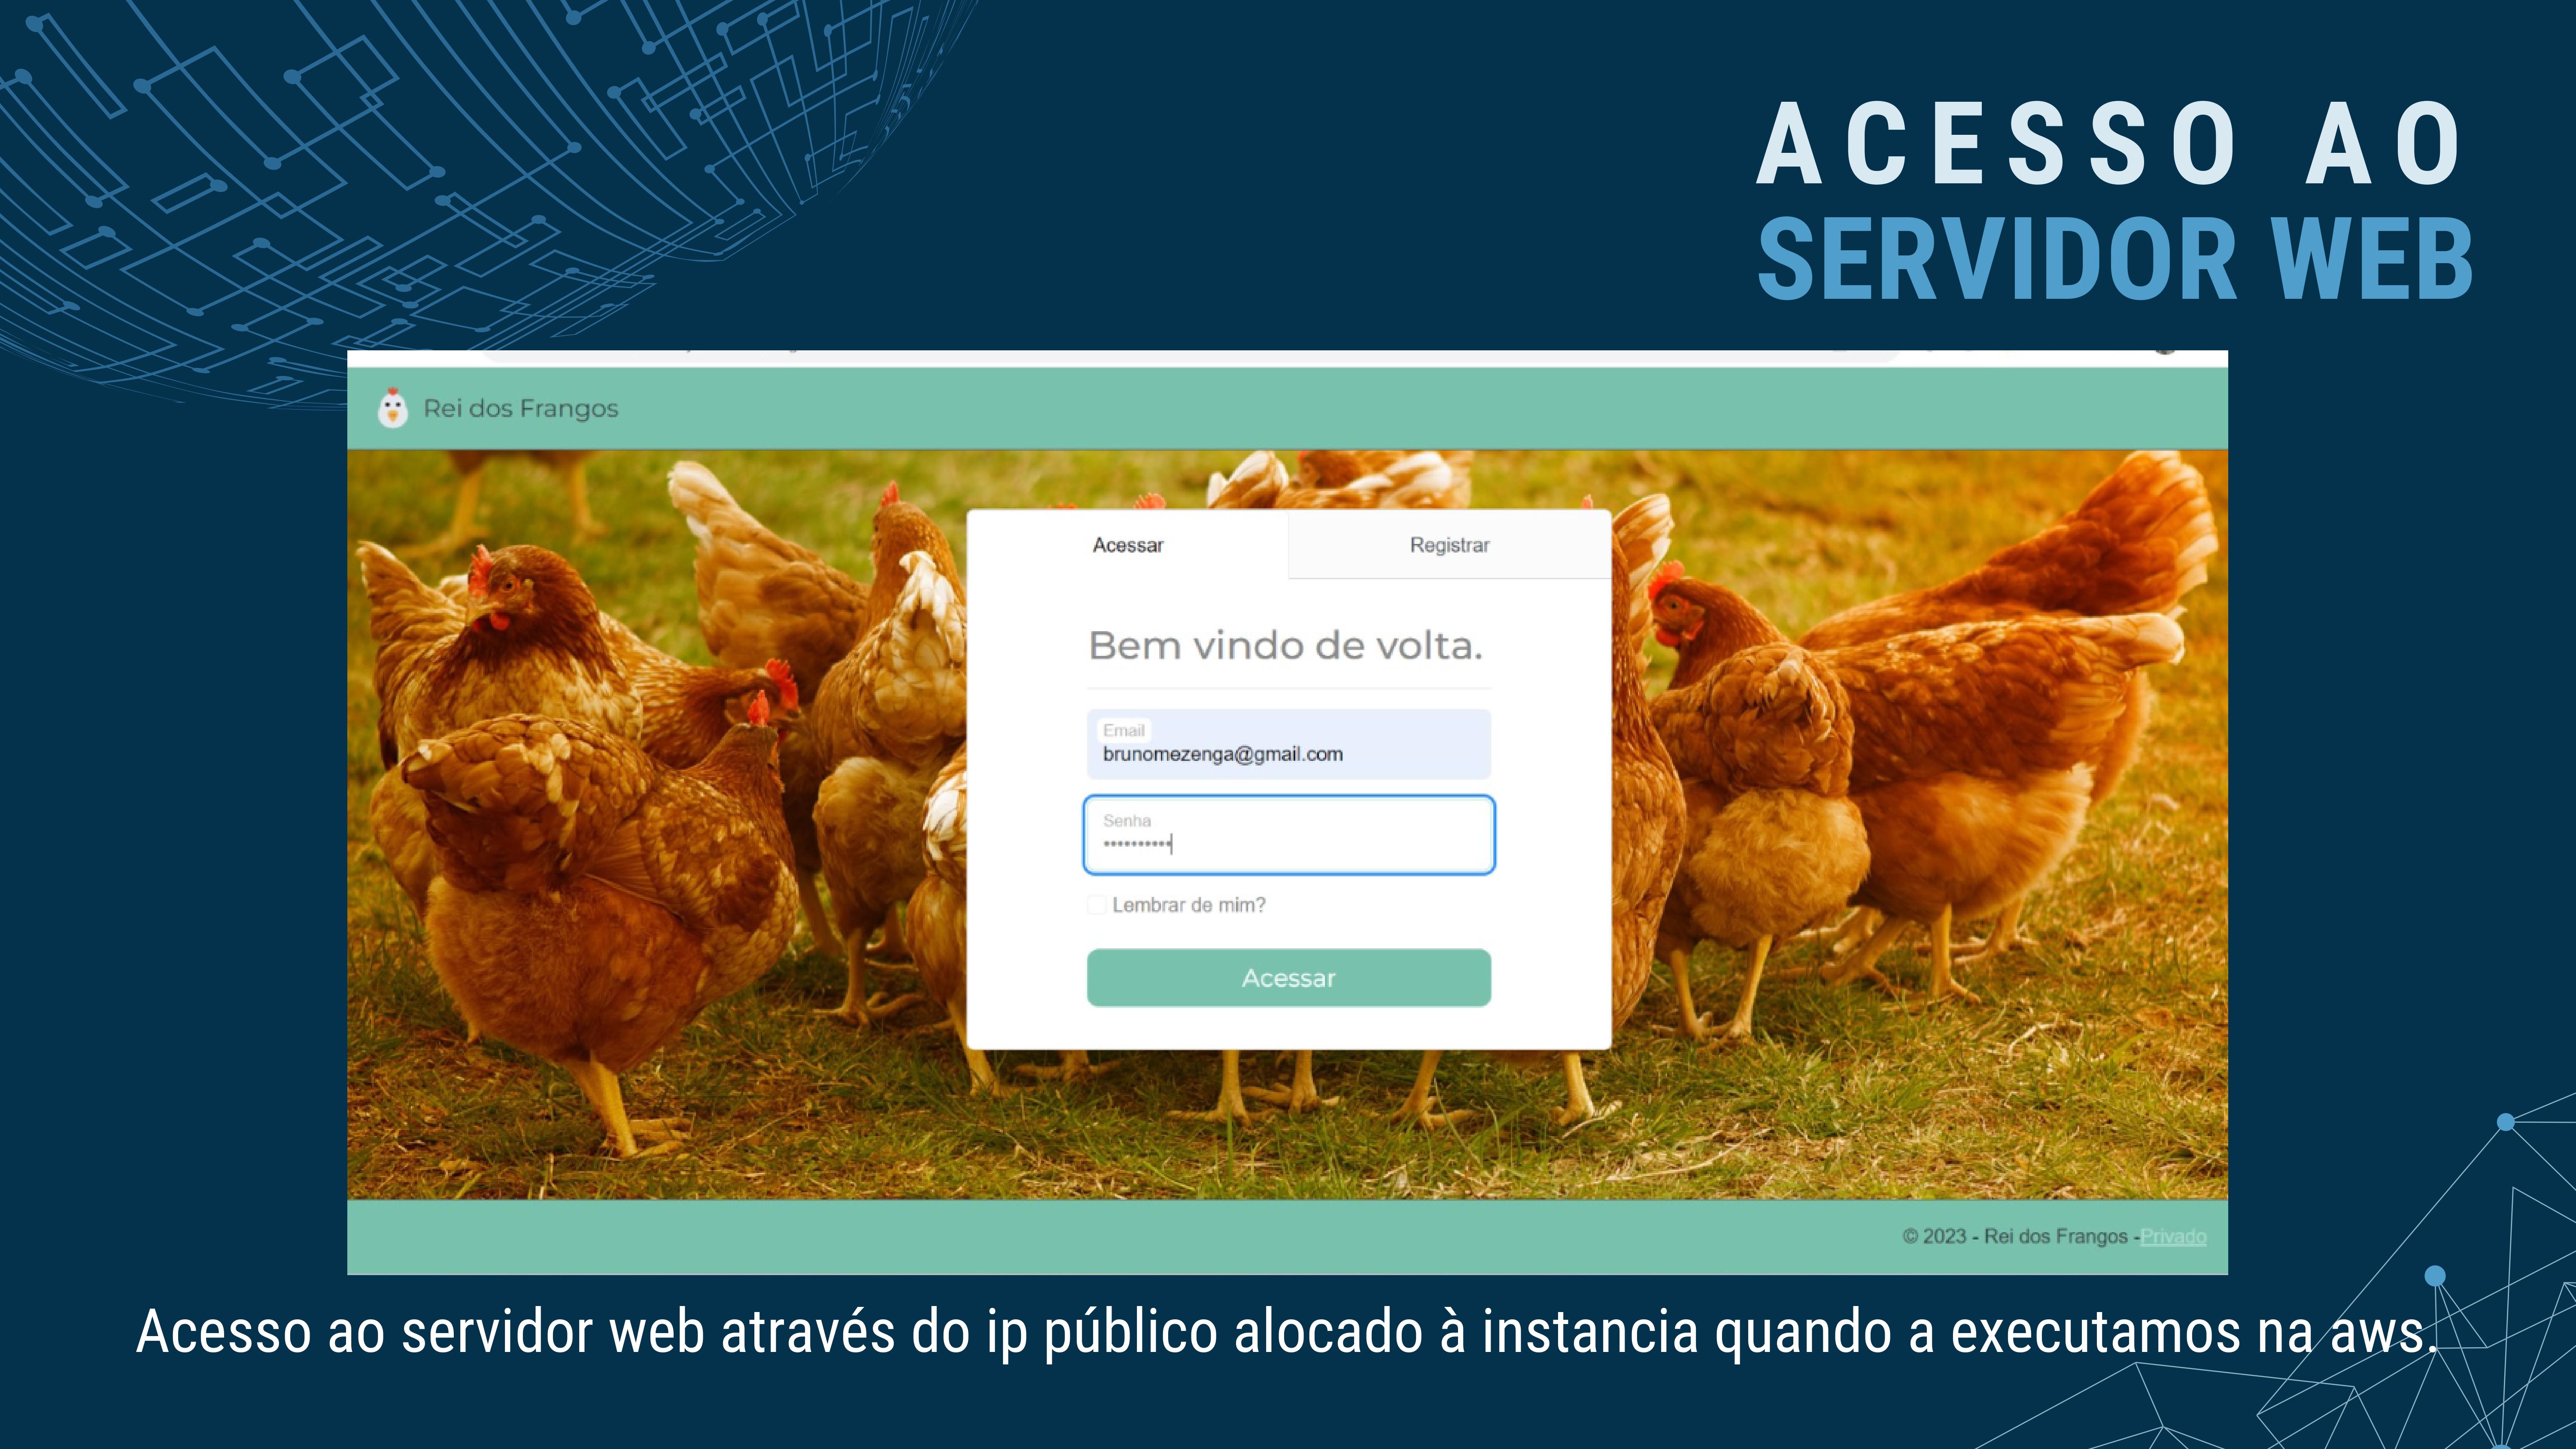 ACESSO AO
SERVIDOR WEB
Rei dos Frangos
Acessar
Registrar
Bem vindo de volta.
Email
brunomezenga@gmail.com
Senha
••••••••••
Lembrar de mim?
Acessar
© 2023 - Rei dos Frangos -Privado
Acesso ao servidor web através do ip público alocado à instancia quando a executamos na aws.